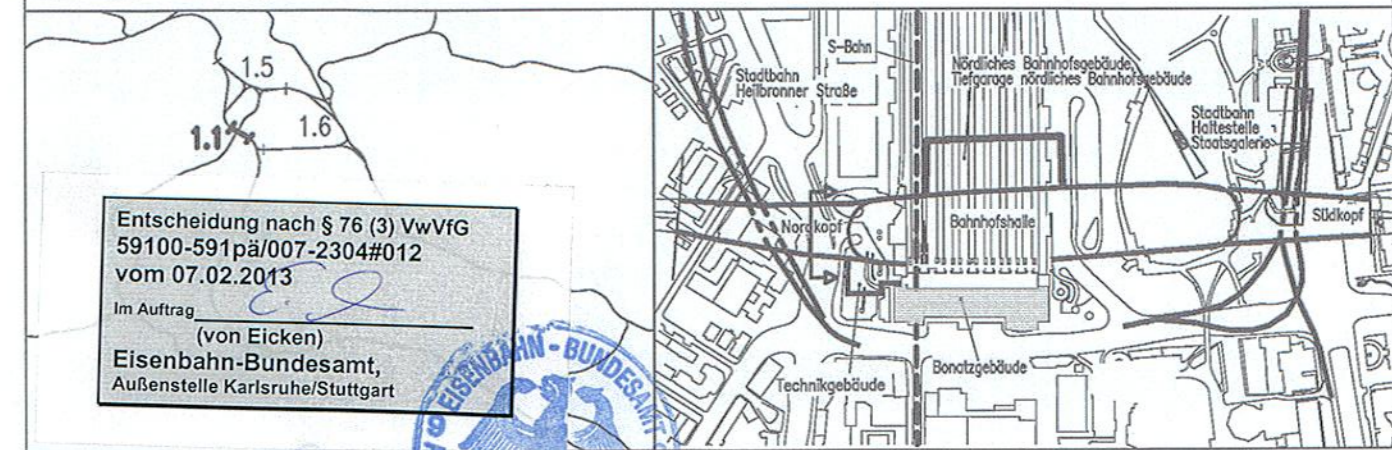 1.5
1.1
1.6
Entscheidung nach § 76 (3) VwVfG
59100-591pä/007-2304#012
vom 07.02.2013
Im Auftrag
(von Eicken)
Eisenbahn-Bundesamt,
Außenstelle Karlsruhe/Stuttgart
EISENBAHN - BUNDESAMT
S-Bahn
Stadtbahn
Heilbronner Straße
Nördliches Bahnhofsgebäude,
Tiefgarage nördliches Bahnhofsgebäude
Stadtbahn
Haltestelle
Staatsgalerie
Nordkopf
Bahnhofshalle
Südkopf
Technikgebäude
Bonatzgebäude